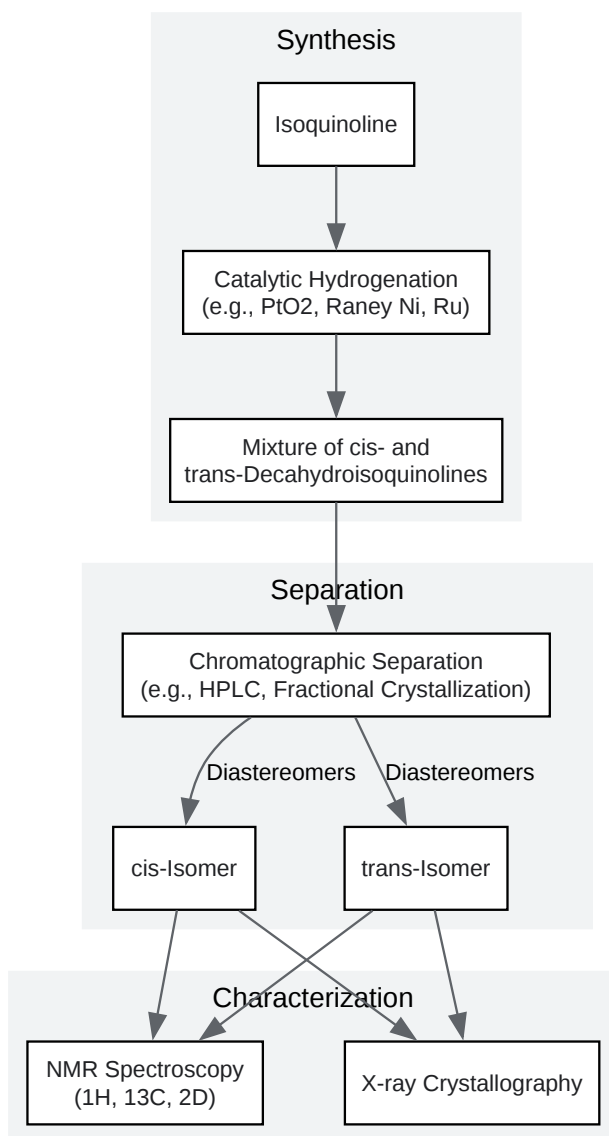 Synthesis
Isoquinoline
Catalytic Hydrogenation
(e.g., PtO2, Raney Ni, Ru)
Mixture of cis- and
trans-Decahydroisoquinolines
Separation
Chromatographic Separation
(e.g., HPLC, Fractional Crystallization)
Diastereomers
Diastereomers
cis-Isomer
trans-Isomer
Characterization
NMR Spectroscopy
(1H, 13C, 2D)
X-ray Crystallography